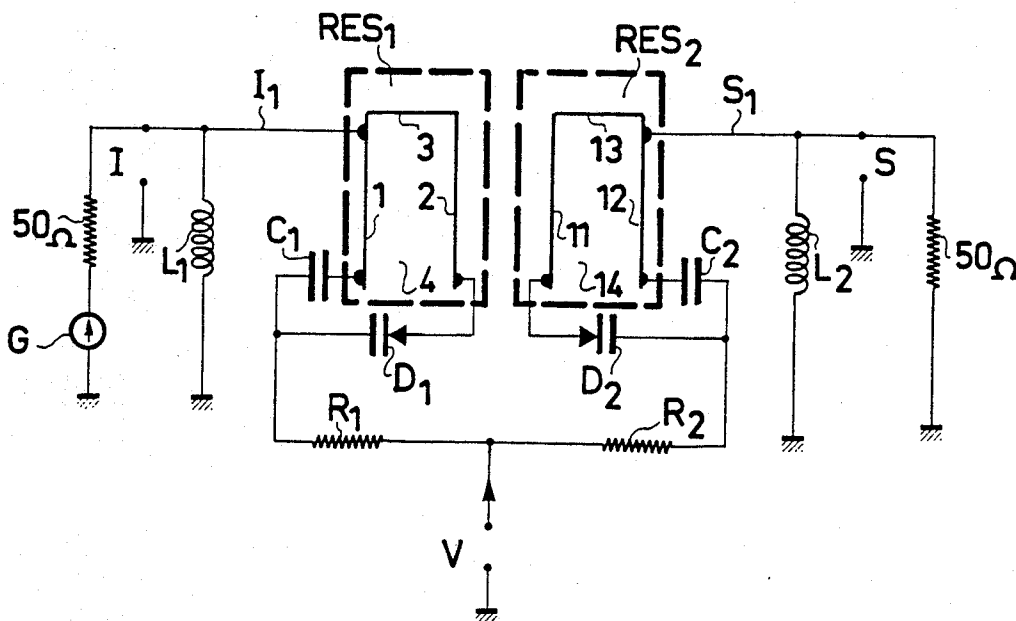 RES₁
RES₂
I₁
S₁
I
3
13
S
50Ω
L₁
1
2
12
11
C₁
C₂
4
14
L₂
50Ω
G
D₁
D₂
R₁
R₂
V